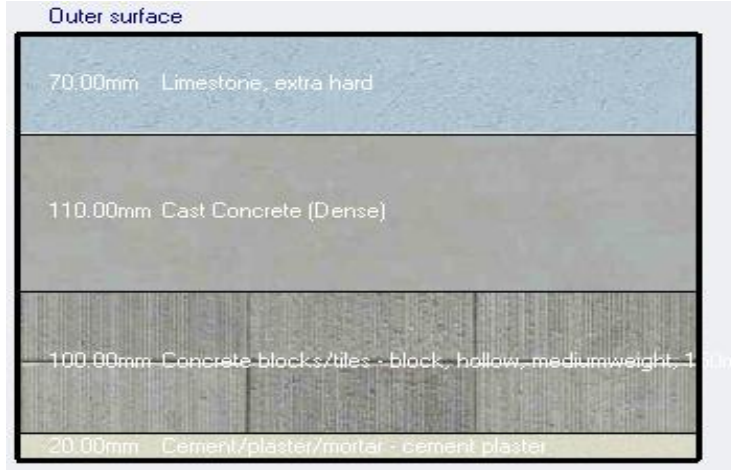 Outer surface
70.00mm Limestone, extra hard
110.00mm Cast Concrete (Dense)
100.00mm Concrete blocks/tiles - block, hollow, mediumweight,
20.00mm Cement/plaster/mortar - cement plaster